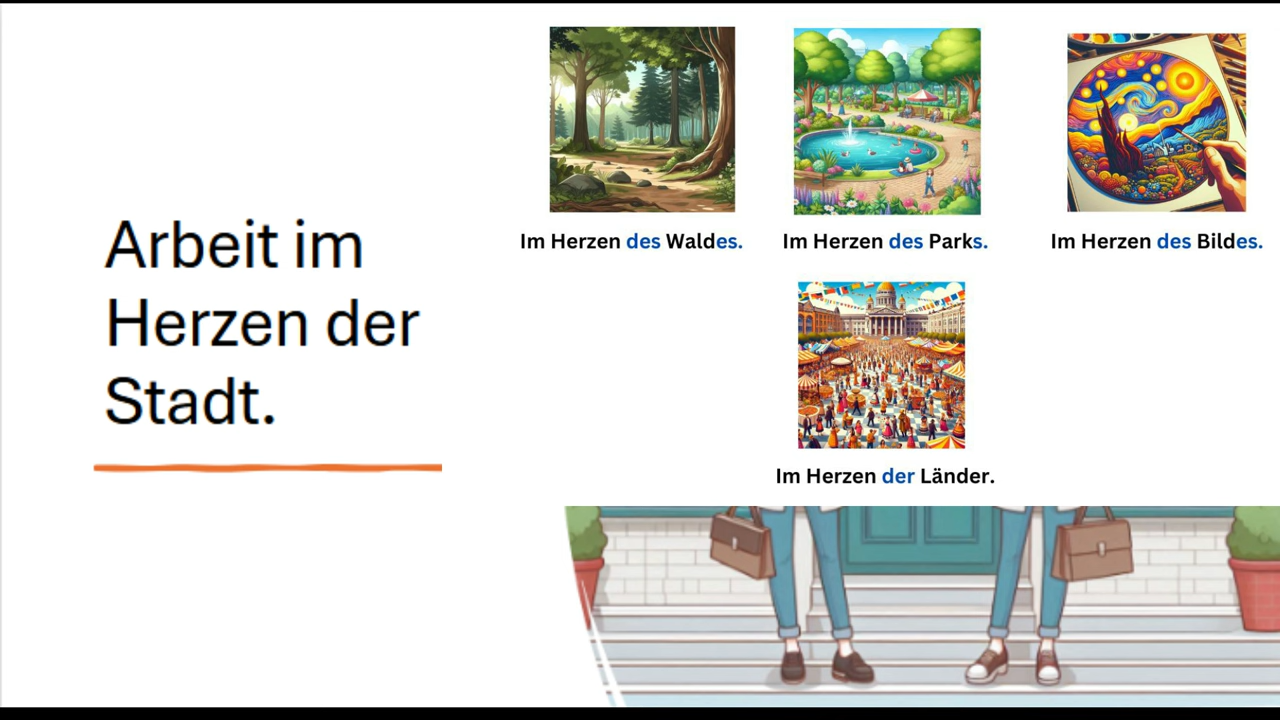 Arbeit im
Herzen der
Stadt.
Im Herzen des Waldes.
Im Herzen des Parks.
Im Herzen des Bildes.
Im Herzen der Länder.